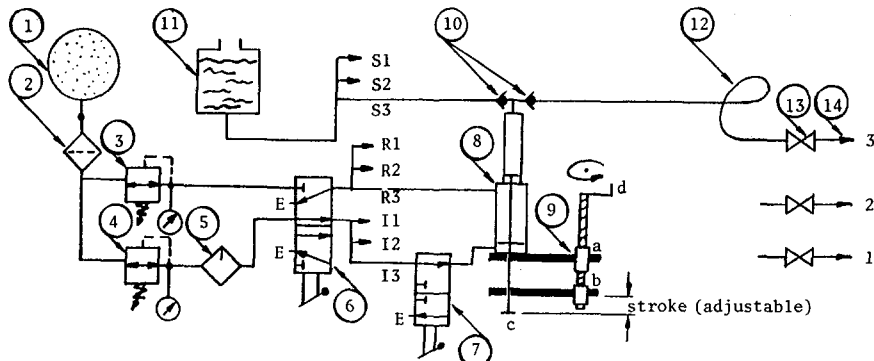 1
11
10
12
2
S1
S2
S3
13
14
3
3
R1
R2
8
R3
d
E
I1
2
4
5
9
a
I2
E
I3
b
1
6
stroke (adjustable)
E
c
7